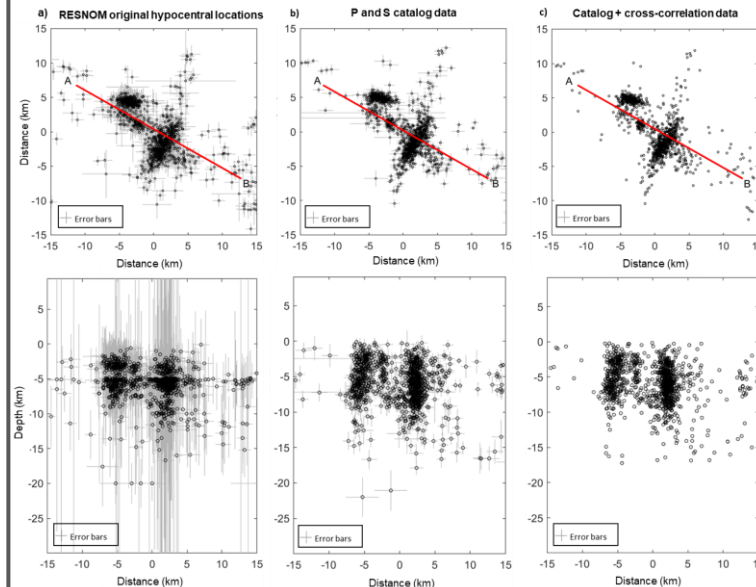 a) RESNOM original hypocentral locations
b) P and S catalog data
c) Catalog + cross-correlation data
15
10
5
0
-5
-10
-15
Distance (km)
A
B
Error bars
-15 -10 -5 0 5 10 15
Distance (km)
15
10
5
0
-5
-10
-15
A
B
Error bars
-15 -10 -5 0 5 10 15
Distance (km)
15
10
5
0
-5
-10
-15
A
B
Error bars
-15 -10 -5 0 5 10 15
Distance (km)
5
0
-5
-10
-15
-20
-25
Depth (km)
Error bars
-15 -10 -5 0 5 10 15
Distance (km)
5
0
-5
-10
-15
-20
-25
Error bars
-15 -10 -5 0 5 10 15
Distance (km)
5
0
-5
-10
-15
-20
-25
Error bars
-15 -10 -5 0 5 10 15
Distance (km)